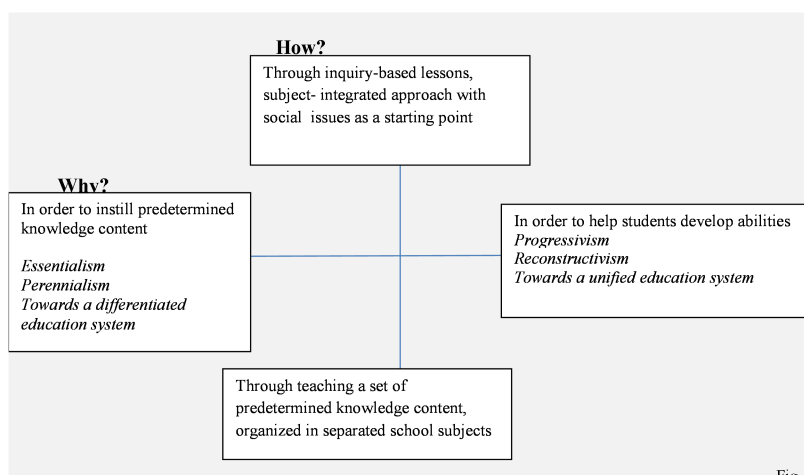 How?
Through inquiry-based lessons,
subject- integrated approach with
social issues as a starting point
Why?
In order to instill predetermined
knowledge content
Essentialism
Perennialism
Towards a differentiated
education system
In order to help students develop abilities
Progressivism
Reconstructivism
Towards a unified education system
Through teaching a set of
predetermined knowledge content,
organized in separated school subjects